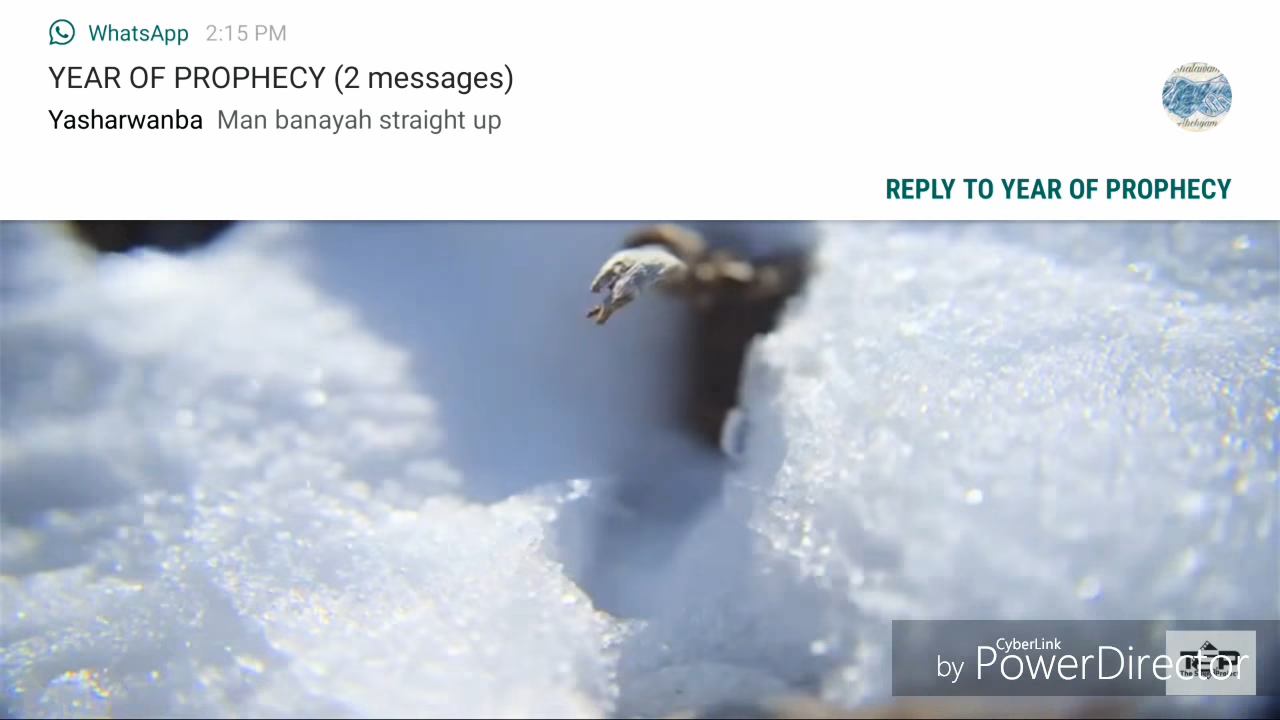 WhatsApp 2:15 PM
YEAR OF PROPHECY (2 messages)
Yasharwanba Man banayah straight up
REPLY TO YEAR OF PROPHECY
CyberLink
by PowerDirector